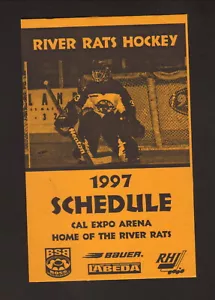 RIVER RATS HOCKEY
1997
SCHEDULE
CAL EXPO ARENA
HOME OF THE RIVER RATS
BAUER.
LABEDA
RHI